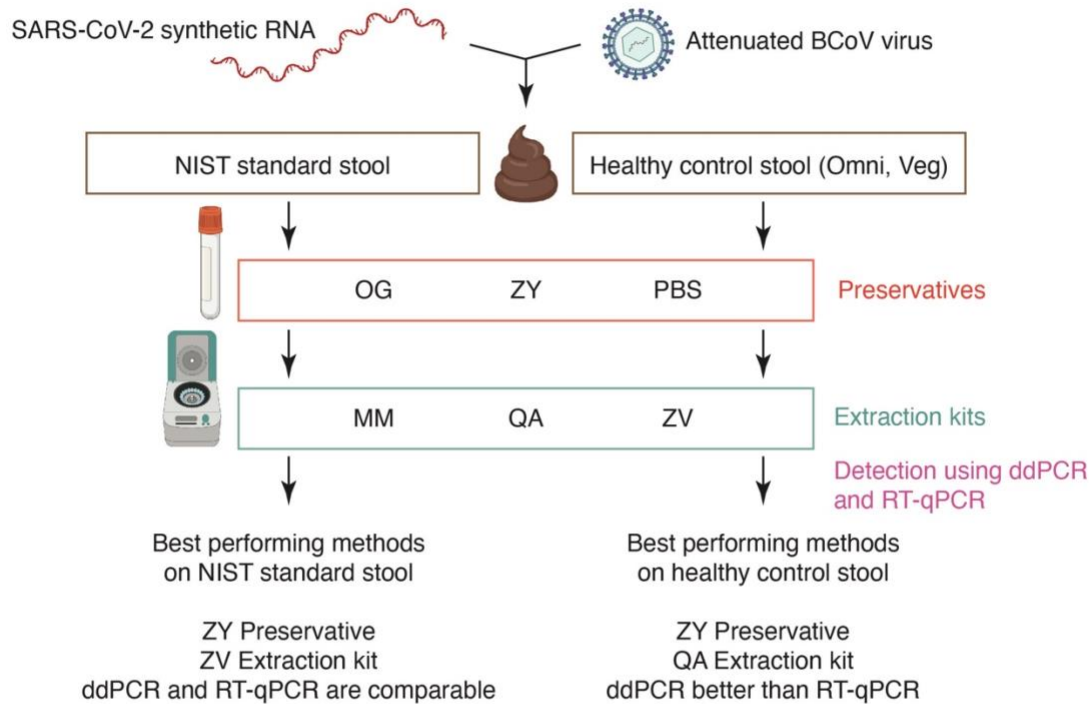 SARS-CoV-2 synthetic RNA
Attenuated BCoV virus
NIST standard stool
Healthy control stool (Omni, Veg)
OG ZY PBS
Preservatives
MM QA ZV
Extraction kits
Detection using ddPCR
and RT-qPCR
Best performing methods
on NIST standard stool
ZY Preservative
ZV Extraction kit
ddPCR and RT-qPCR are comparable
Best performing methods
on healthy control stool
ZY Preservative
QA Extraction kit
ddPCR better than RT-qPCR